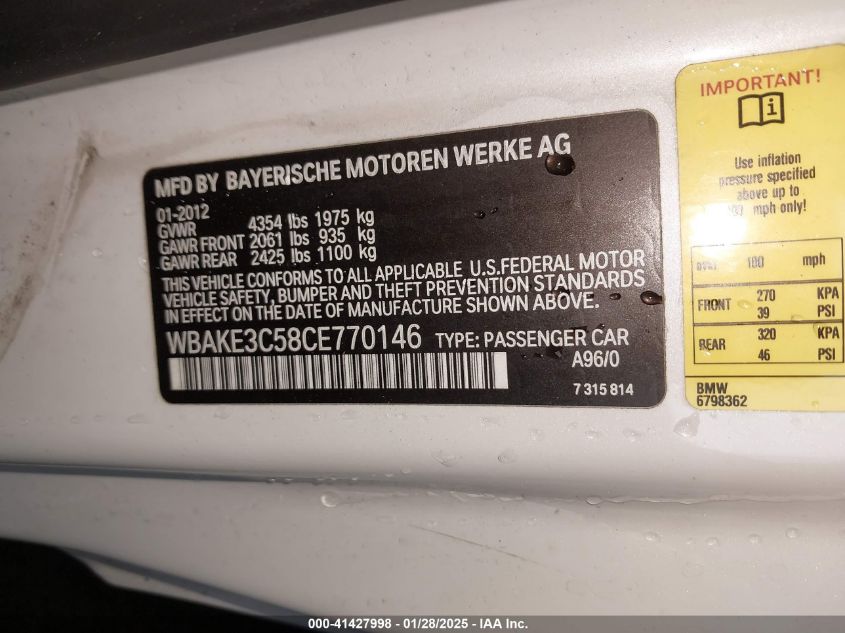 MFD BY BAYERISCHE MOTOREN WERKE AG
01-2012
GVWR 4354 lbs 1975 kg
GAWR FRONT 2061 lbs 935 kg
GAWR REAR 2425 lbs 1100 kg
THIS VEHICLE CONFORMS TO ALL APPLICABLE U.S.FEDERAL MOTOR
VEHICLE SAFETY, BUMPER AND THEFT PREVENTION STANDARDS
IN EFFECT ON THE DATE OF MANUFACTURE SHOWN ABOVE.
WBAKE3C58CE770146 TYPE: PASSENGER CAR
A96/0
7 315 814
IMPORTANT!
i
Use inflation
pressure specified
above up to
mph only!
100 mph
FRONT 270 KPA
39 PSI
REAR 320 KPA
46 PSI
BMW
6798362
000-41427998 | 01/28/2025 | IAA Inc.